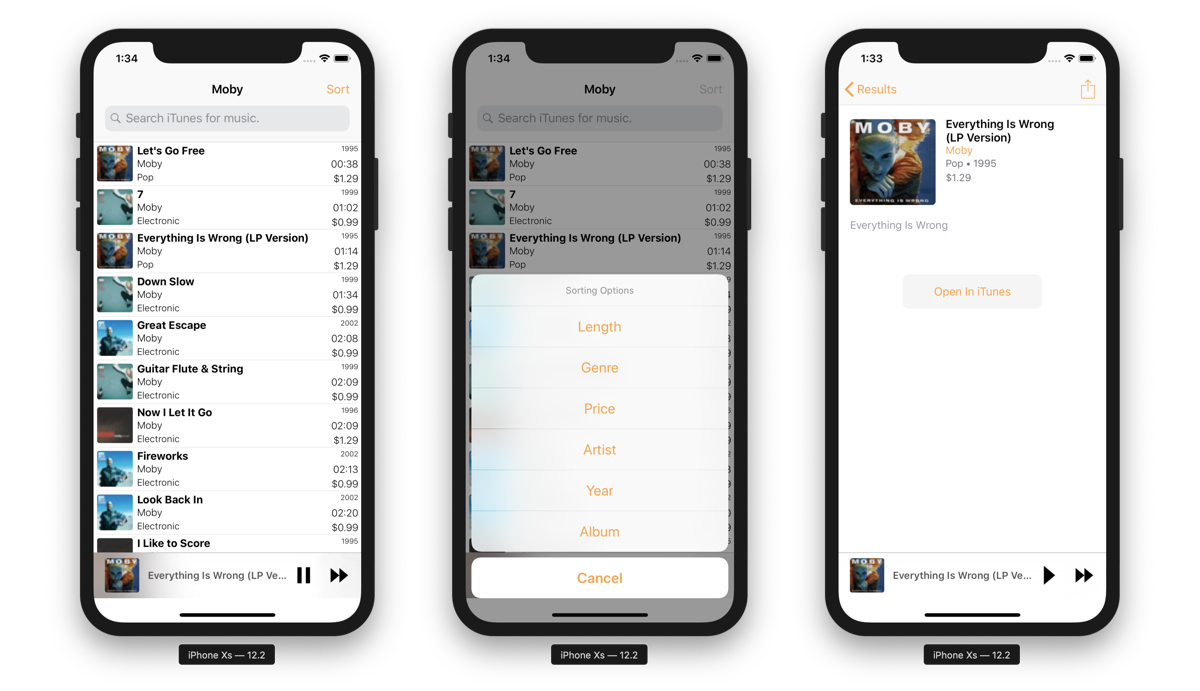 1:34
Moby
Sort
Search iTunes for music.
Let's Go Free
1995
Moby
00:38
Pop
$1.29
7
1999
Moby
01:02
Electronic
$0.99
Everything Is Wrong (LP Version)
1995
Moby
01:14
Pop
$1.29
Down Slow
1999
Moby
01:34
Electronic
$0.99
Great Escape
2002
Moby
02:08
Electronic
$0.99
Guitar Flute & String
1999
Moby
02:09
Electronic
$0.99
Now I Let It Go
1996
Moby
02:09
Electronic
$1.29
Fireworks
2002
Moby
02:13
Electronic
$0.99
Look Back In
2002
Moby
02:20
Electronic
$0.99
I Like to Score
1995
MOBY
Everything Is Wrong (LP Ve...
iPhone Xs — 12.2
1:34
Moby
Sort
Search iTunes for music.
Let's Go Free
1995
Moby
00:38
Pop
$1.29
7
1999
Moby
01:02
Electronic
$0.99
Everything Is Wrong (LP Version)
1995
Moby
01:14
Pop
$1.29
Sorting Options
Length
Genre
Price
Artist
Year
Album
Cancel
iPhone Xs — 12.2
1:33
Results
MOBY
EVERYTHING IS WRONG
Everything Is Wrong
(LP Version)
Moby
Pop • 1995
$1.29
Everything Is Wrong
Open In iTunes
MOBY
Everything Is Wrong (LP Ve...
iPhone Xs — 12.2